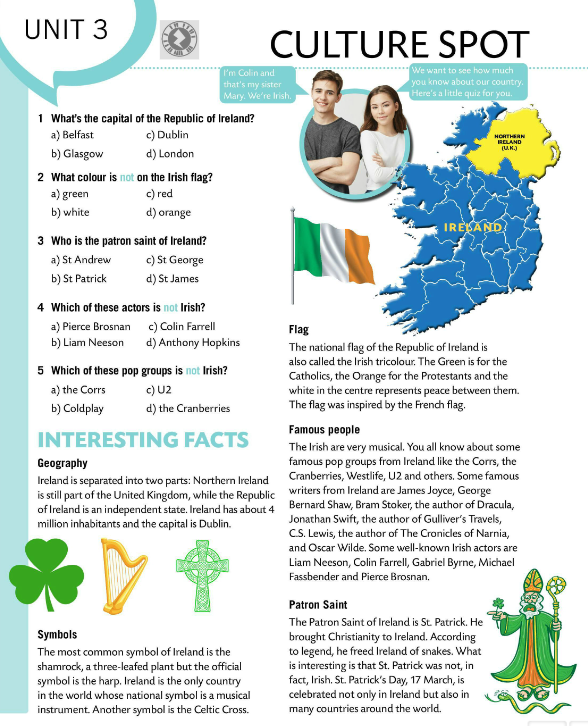 UNIT 3
CULTURE SPOT
I'm Colin and
that's my sister
Mary. We're Irish.
We want to see how much
you know about our country.
Here's a little quiz for you.
1 What's the capital of the Republic of Ireland?
a) Belfast c) Dublin
b) Glasgow d) London
2 What colour is not on the Irish flag?
a) green c) red
b) white d) orange
3 Who is the patron saint of Ireland?
a) St Andrew c) St George
b) St Patrick d) St James
4 Which of these actors is not Irish?
a) Pierce Brosnan c) Colin Farrell
b) Liam Neeson d) Anthony Hopkins
5 Which of these pop groups is not Irish?
a) the Corrs c) U2
b) Coldplay d) the Cranberries
INTERESTING FACTS
Geography
Ireland is separated into two parts: Northern Ireland
is still part of the United Kingdom, while the Republic
of Ireland is an independent state. Ireland has about 4
million inhabitants and the capital is Dublin.
Symbols
The most common symbol of Ireland is the
shamrock, a three-leafed plant but the official
symbol is the harp. Ireland is the only country
in the world whose national symbol is a musical
instrument. Another symbol is the Celtic Cross.
NORTHERN
IRELAND
(U.K.)
IRELAND
Flag
The national flag of the Republic of Ireland is
also called the Irish tricolour. The Green is for the
Catholics, the Orange for the Protestants and the
white in the centre represents peace between them.
The flag was inspired by the French flag.
Famous people
The Irish are very musical. You all know about some
famous pop groups from Ireland like the Corrs, the
Cranberries, Westlife, U2 and others. Some famous
writers from Ireland are James Joyce, George
Bernard Shaw, Bram Stoker, the author of Dracula,
Jonathan Swift, the author of Gulliver's Travels,
C.S. Lewis, the author of The Cronicles of Narnia,
and Oscar Wilde. Some well-known Irish actors are
Liam Neeson, Colin Farrell, Gabriel Byrne, Michael
Fassbender and Pierce Brosnan.
Patron Saint
The Patron Saint of Ireland is St. Patrick. He
brought Christianity to Ireland. According
to legend, he freed Ireland of snakes. What
is interesting is that St. Patrick was not, in
fact, Irish. St. Patrick's Day, 17 March, is
celebrated not only in Ireland but also in
many countries around the world.